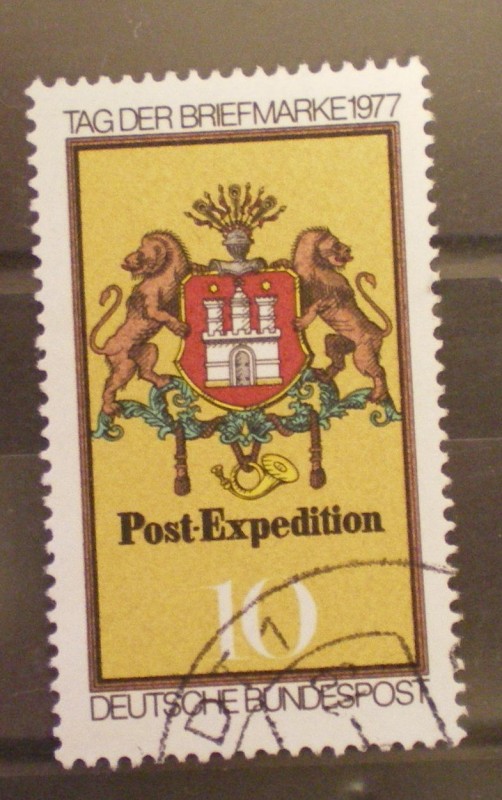 TAG DER BRIEFMARKE 1977
Post-Expedition
10
DEUTSCHE BUNDESPOST